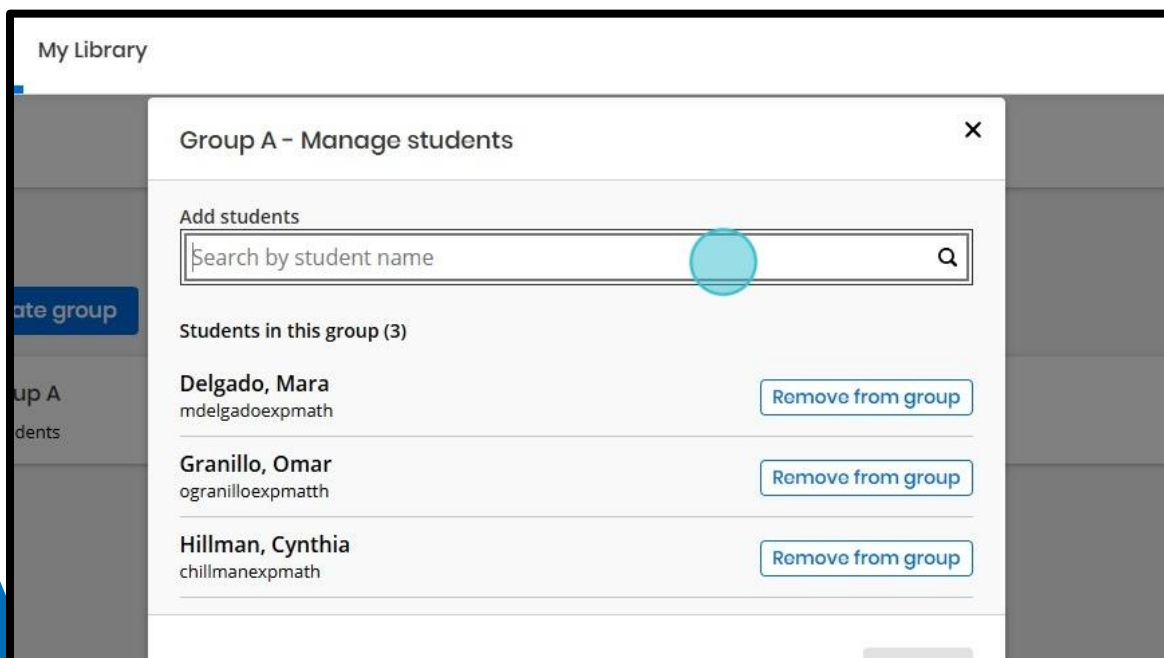 My Library
Group A - Manage students
Add students
Search by student name
ate group
Students in this group (3)
up A
dents
Delgado, Mara
mdelgadoexpmath
Remove from group
Granillo, Omar
ogranilloexpmatth
Remove from group
Hillman, Cynthia
chillmanexpmath
Remove from group